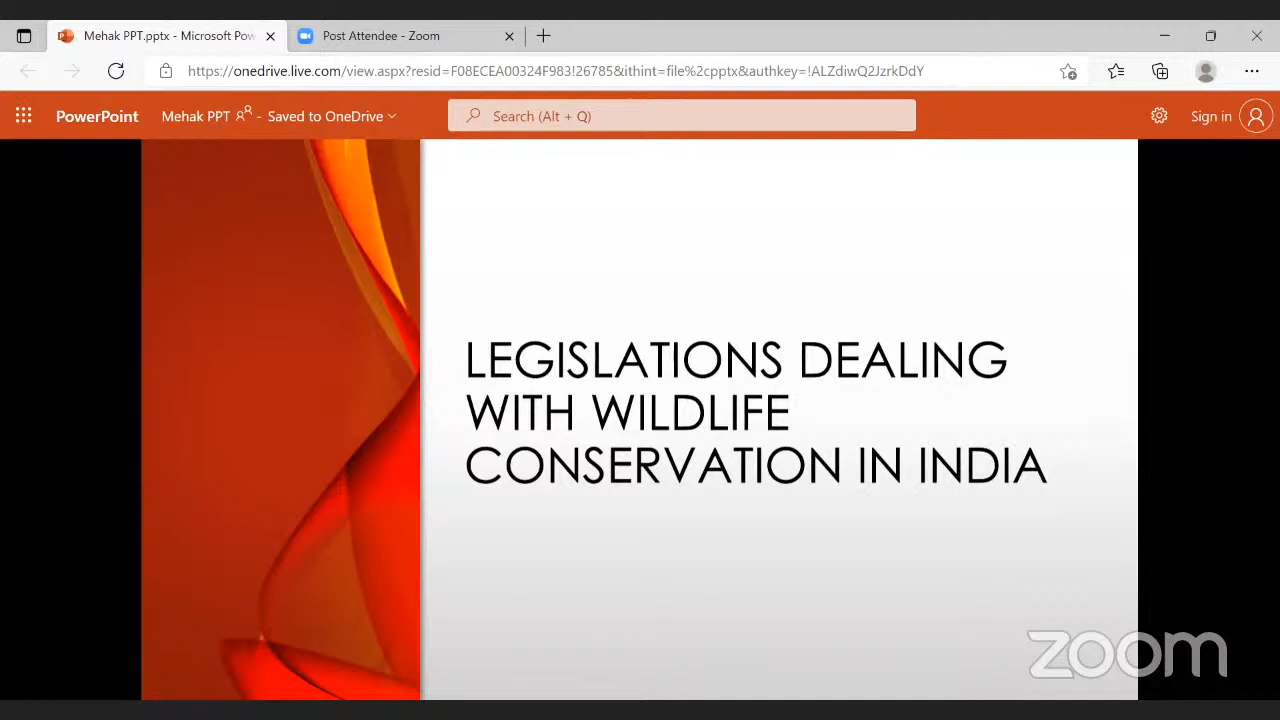 Mehak PPT.pptx - Microsoft Pow
Post Attendee - Zoom
https://onedrive.live.com/view.aspx?resid=F08ECEA00324F983!26785&ithint=file%2cpptx&authkey=!ALZdiwQ2JzrkDdY
PowerPoint
Mehak PPT - Saved to OneDrive
Search (Alt + Q)
Sign in
LEGISLATIONS DEALING
WITH WILDLIFE
CONSERVATION IN INDIA
zoom